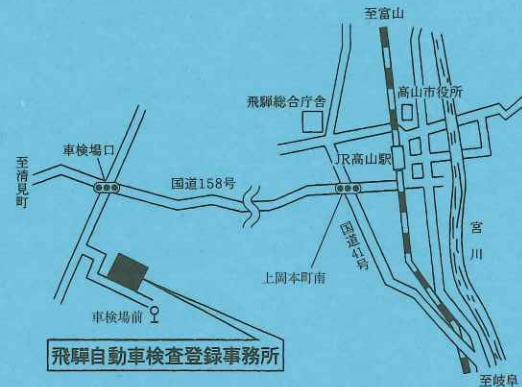 至富山
飛騨総合庁舎
高山市役所
車検場口
JR高山駅
至清見町
国道158号
国道41号
宮川
上岡本町南
車検場前
飛騨自動車検査登録事務所
至岐阜